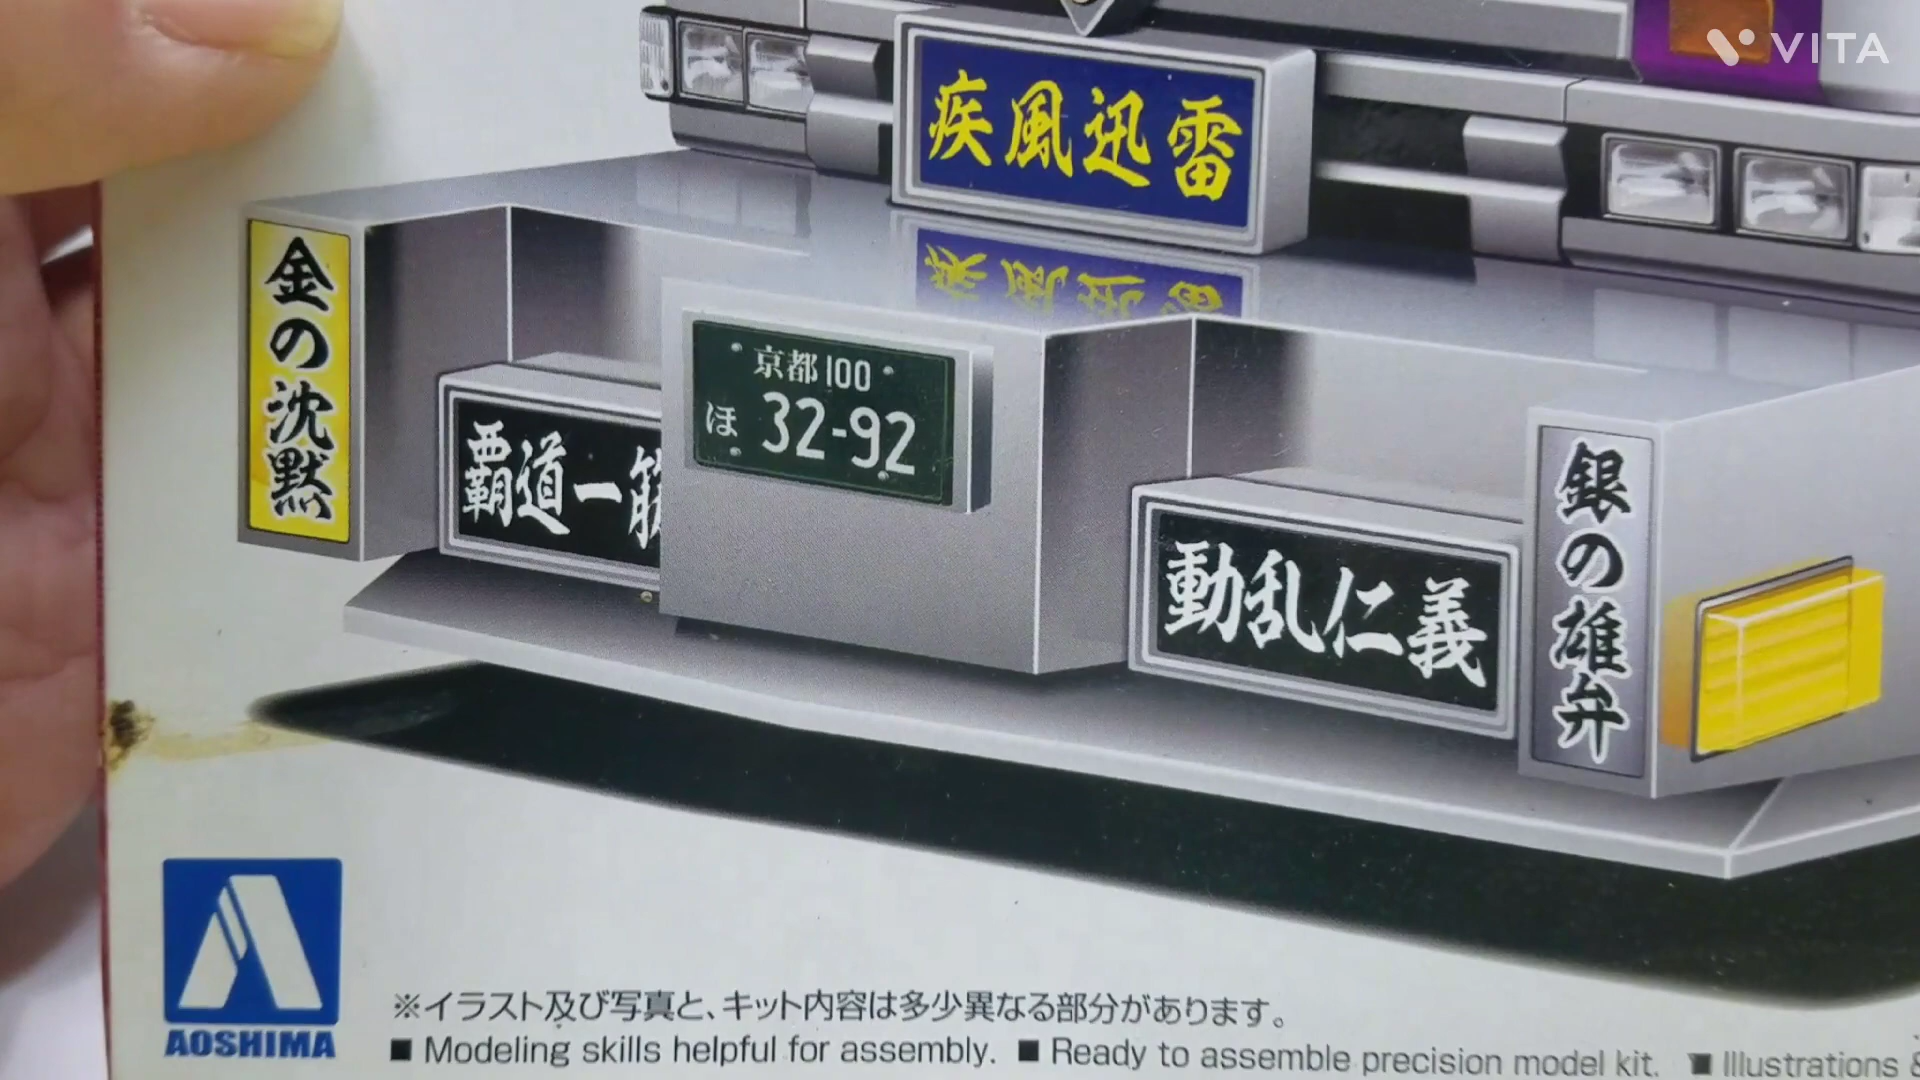 VITA
疾風迅雷
金の沈黙
京都100
ほ 32-92
覇道一筋
動乱仁義
銀の雄弁
AOSHIMA
※イラスト及び写真と、キット内容は多少異なる部分があります。
■ Modeling skills helpful for assembly. ■ Ready to assemble precision model kit. ■ Illustrations &